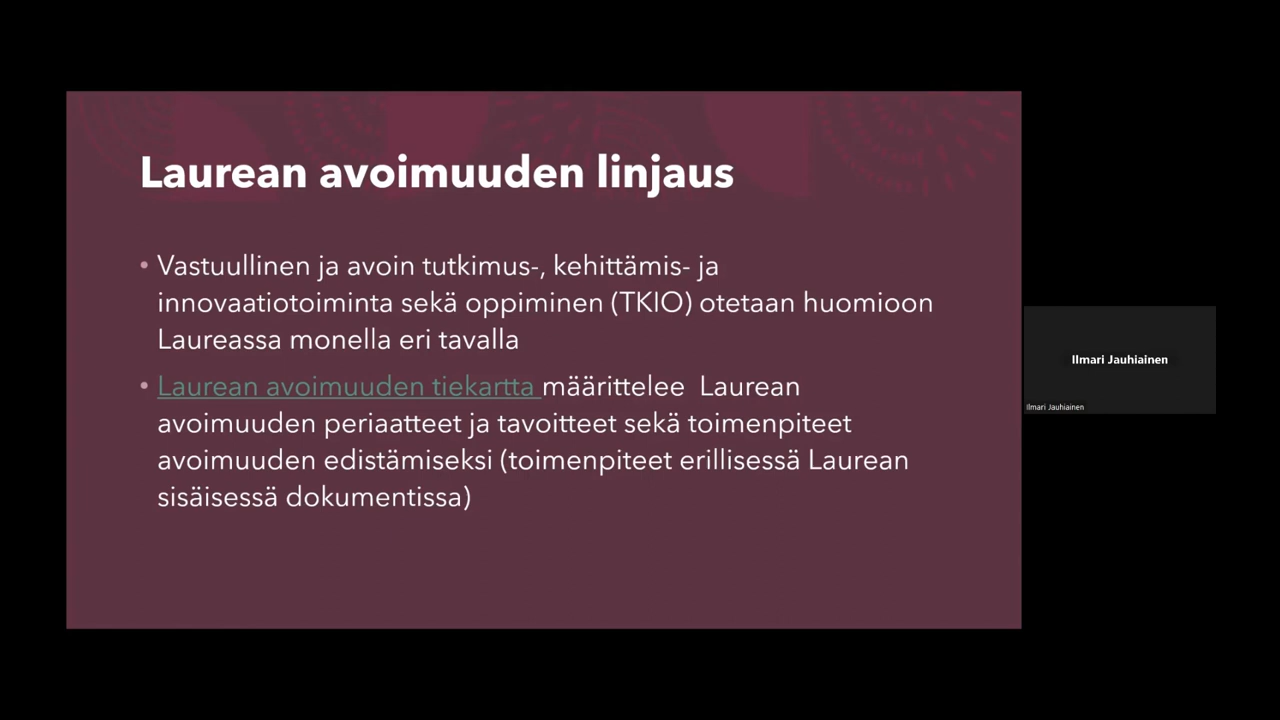 Laurean avoimuuden linjaus
• Vastuullinen ja avoin tutkimus-, kehittämis- ja
innovaatiotoiminta sekä oppiminen (TKIO) otetaan huomioon
Laureassa monella eri tavalla
• Laurean avoimuuden tiekartta määrittelee  Laurean
avoimuuden periaatteet ja tavoitteet sekä toimenpiteet
avoimuuden edistämiseksi (toimenpiteet erillisessä Laurean
sisäisessä dokumentissa)
Ilmari Jauhiainen
Ilmari Jauhiainen